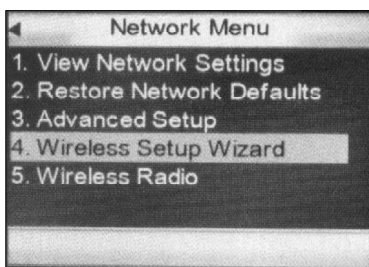 Network Menu
1. View Network Settings
2. Restore Network Defaults
3. Advanced Setup
4. Wireless Setup Wizard
5. Wireless Radio